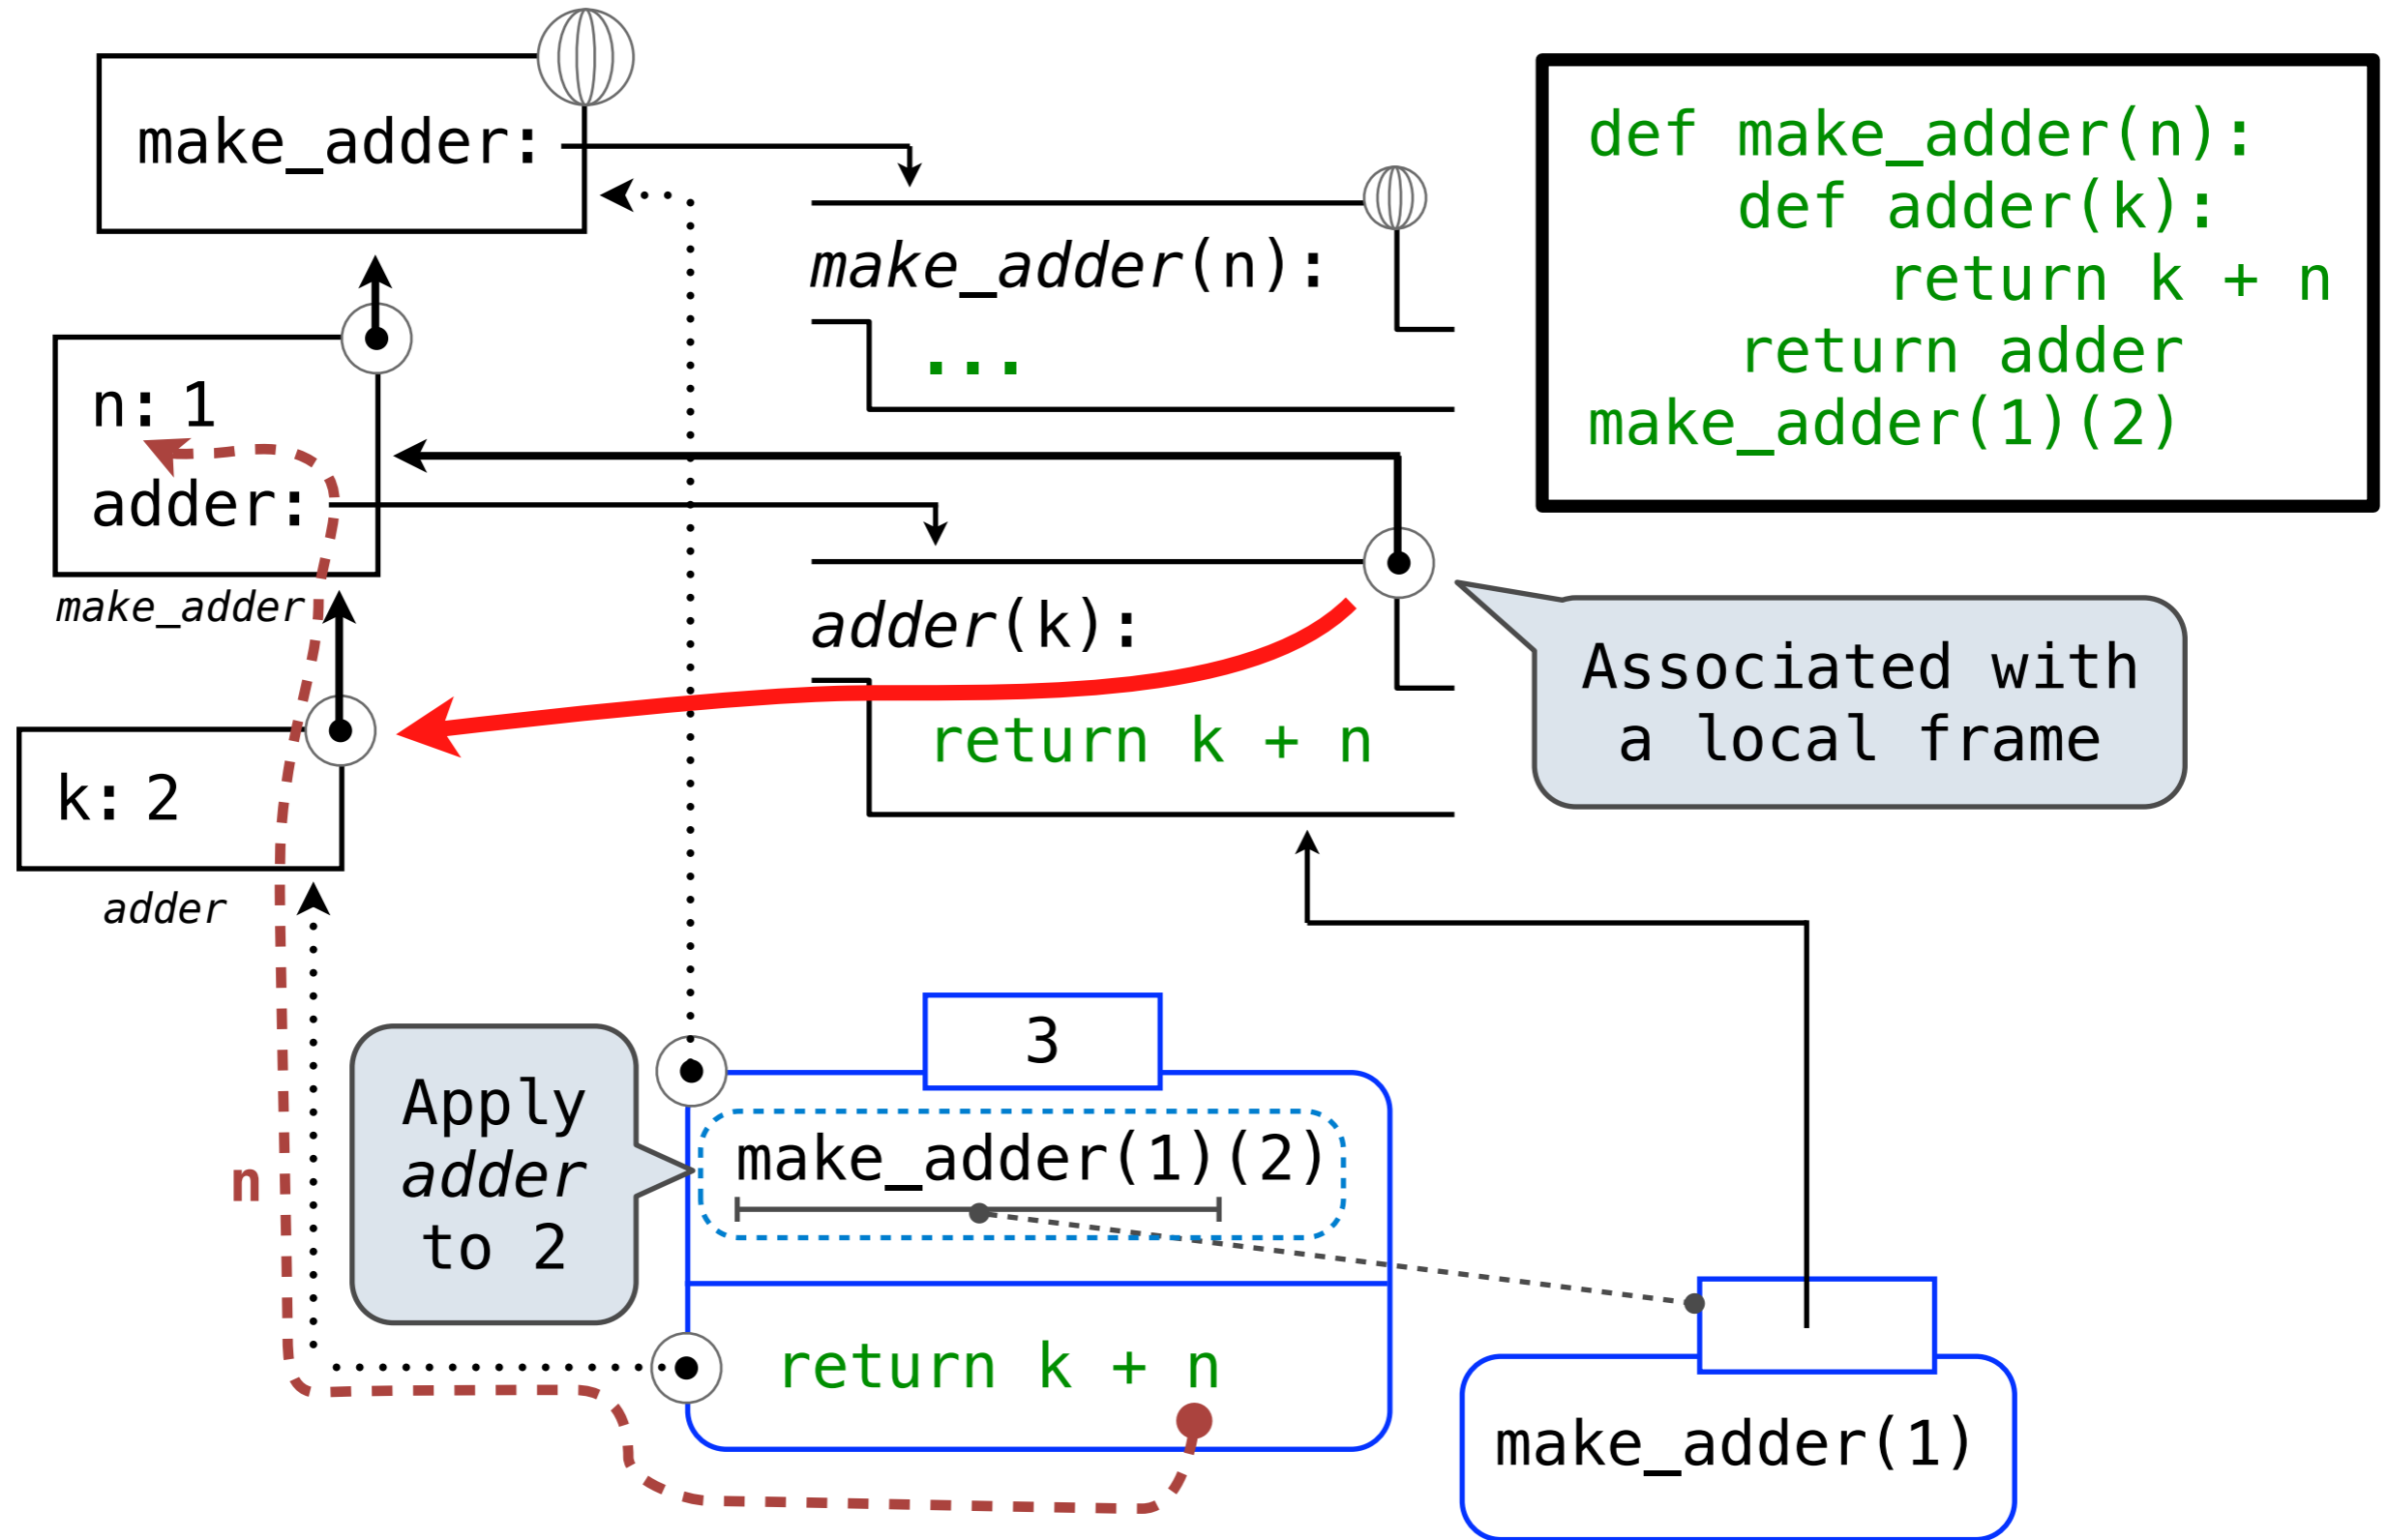 make_adder:
def make_adder(n):
    def adder(k):
        return k + n
    return adder
make_adder(1)(2)
make_adder(n):
...
n: 1
adder:
make_adder
adder(k):
return k + n
Associated with
a local frame
k: 2
adder
3
Apply
adder
to 2
make_adder(1)(2)
n
return k + n
make_adder(1)